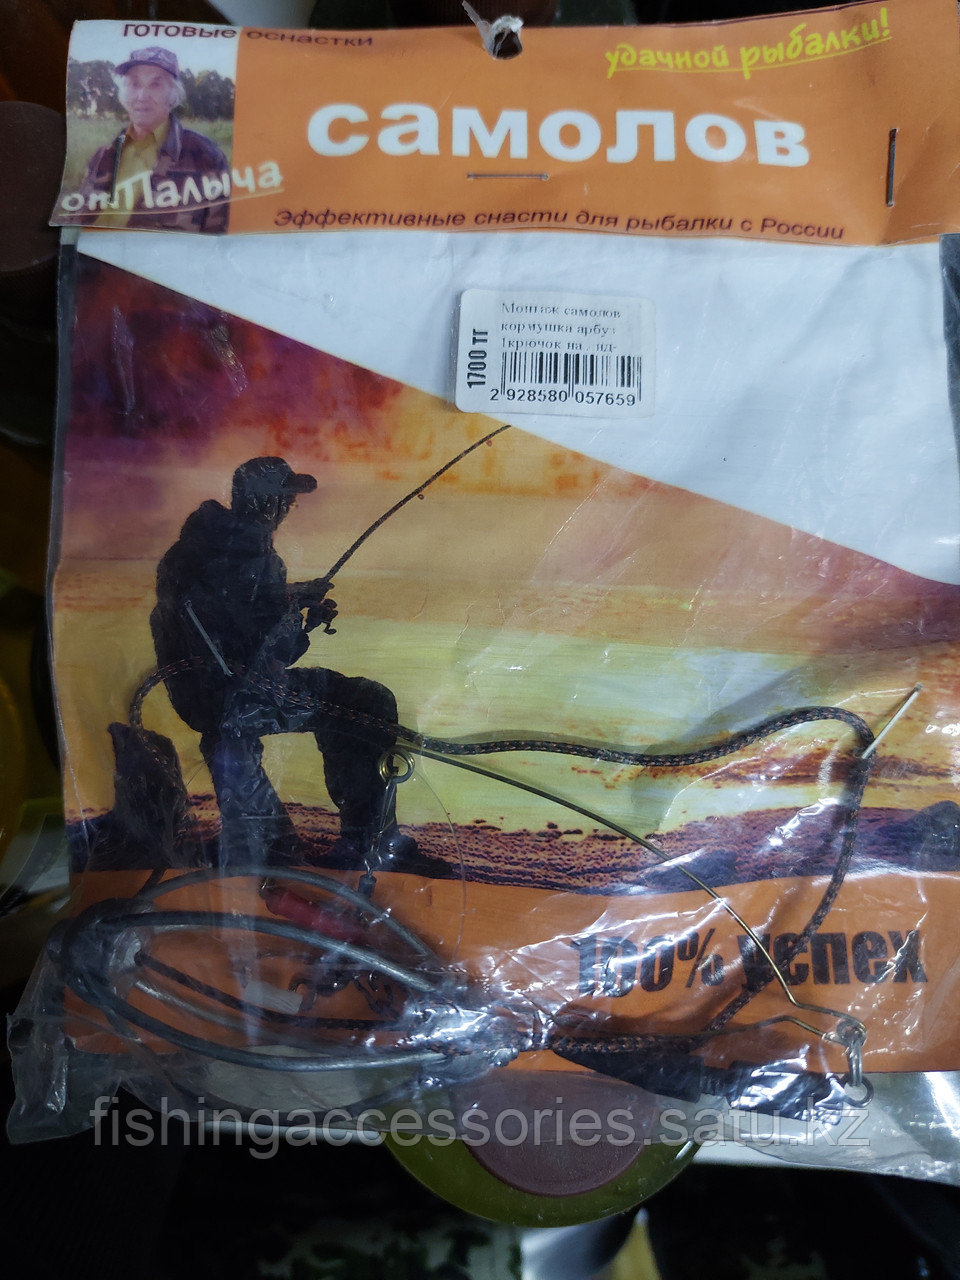 готовые оснастки
удачной рыбалки!
самолов
от Палыча
Эффективные снасти для рыбалки с России
Монтаж самолов
кормушка арбуз
1крючок на
1700 тг
2 928580 057659
100% успех
fishingaccessories.satu.kz